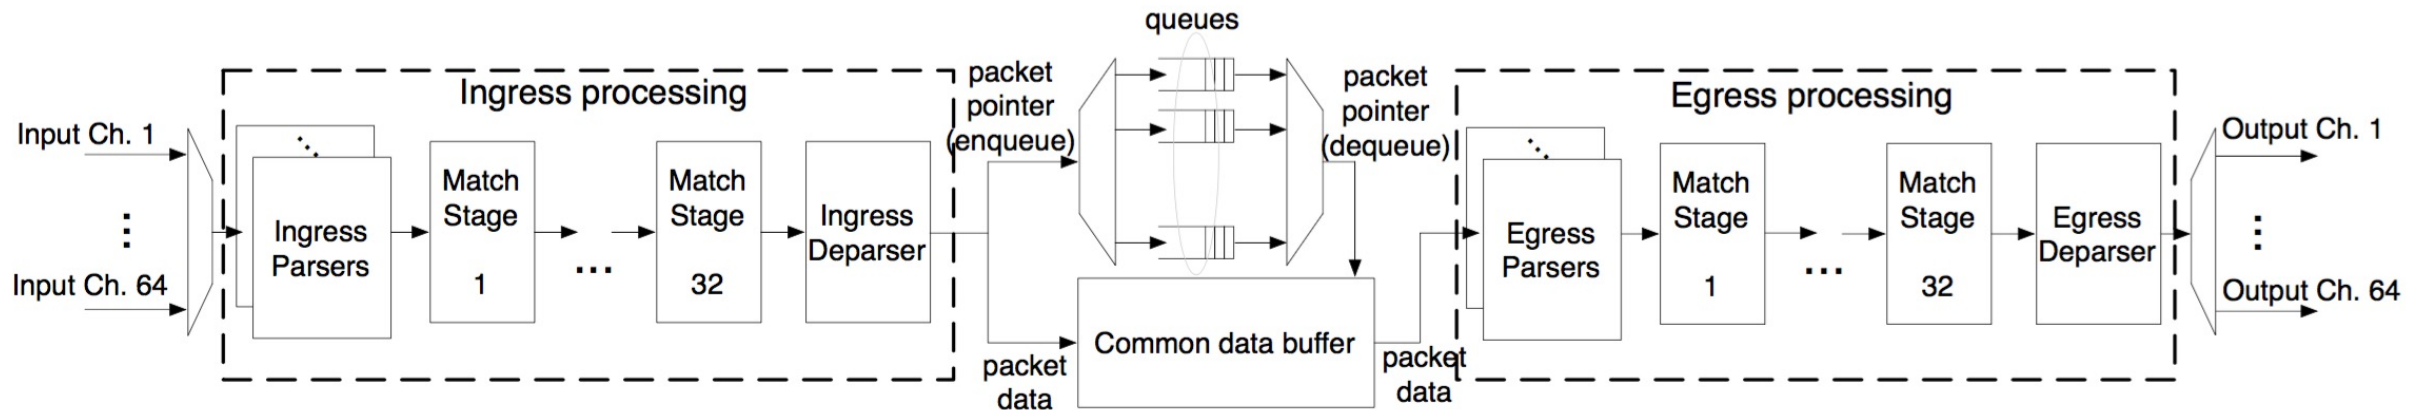 queues
Ingress processing
packet
pointer
(enqueue)
packet
pointer
(dequeue)
Egress processing
Input Ch. 1
Input Ch. 64
Ingress
Parsers
Match
Stage
1
...
Match
Stage
32
Ingress
Deparser
packet
data
Common data buffer
packet
data
Egress
Parsers
Match
Stage
1
...
Match
Stage
32
Egress
Deparser
Output Ch. 1
Output Ch. 64